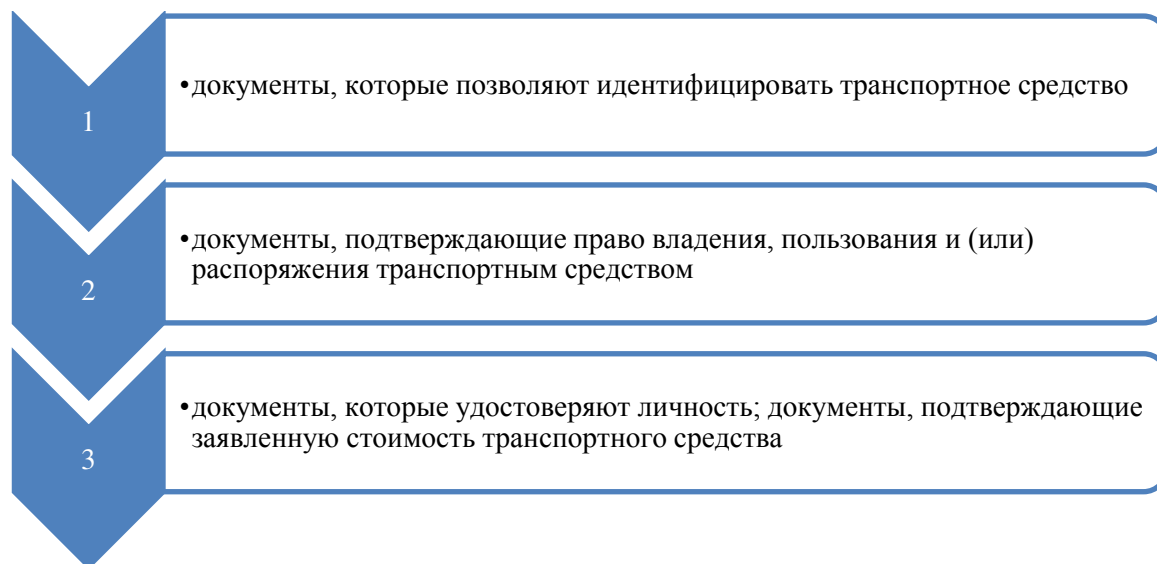 1
•документы, которые позволяют идентифицировать транспортное средство
2
•документы, подтверждающие право владения, пользования и (или)
распоряжения транспортным средством
3
•документы, которые удостоверяют личность; документы, подтверждающие
заявленную стоимость транспортного средства